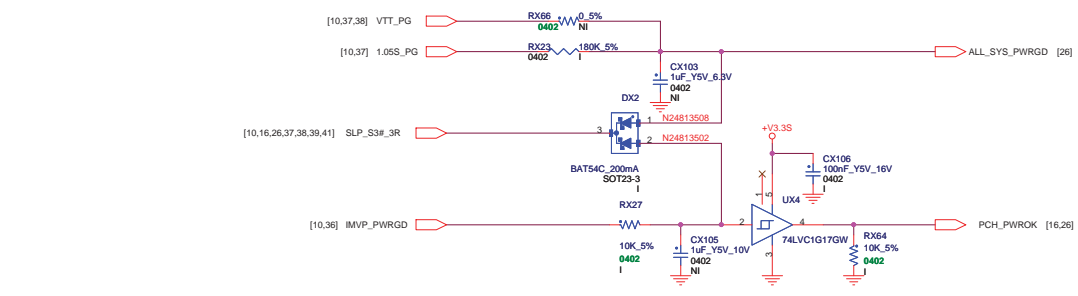 RX66 0_5%
[10,37,38] VTT_PG
0402 NI
RX23 180K_5%
[10,37] 1.05S_PG
ALL_SYS_PWRGD [26]
0402 I
CX103
1uF_Y5V_6.3V
0402
NI
DX2
1 N24813508
[10,16,26,37,38,39,41] SLP_S3#_3R
3
2 N24813502
+V3.3S
BAT54C_200mA
SOT23-3
I
CX106
100nF_Y5V_16V
0402
I
1
5
UX4
RX27
[10,36] IMVP_PWRGD
2
4
PCH_PWROK [16,26]
10K_5%
0402
I
CX105
1uF_Y5V_10V
0402
NI
74LVC1G17GW
3
RX64
10K_5%
0402
I